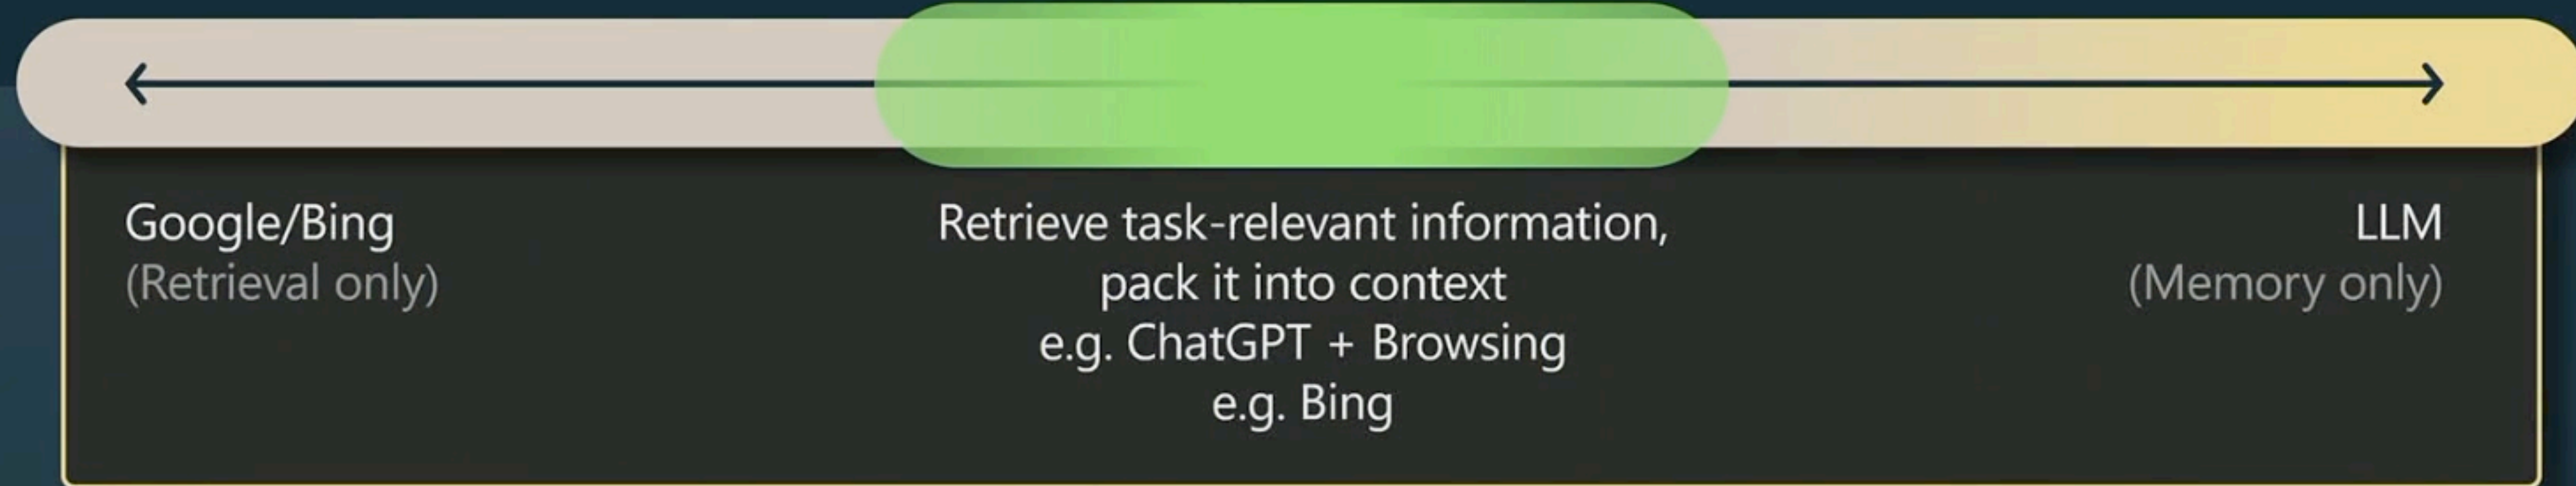 Google/Bing
(Retrieval only)
Retrieve task-relevant information,
pack it into context
e.g. ChatGPT + Browsing
e.g. Bing
LLM
(Memory only)